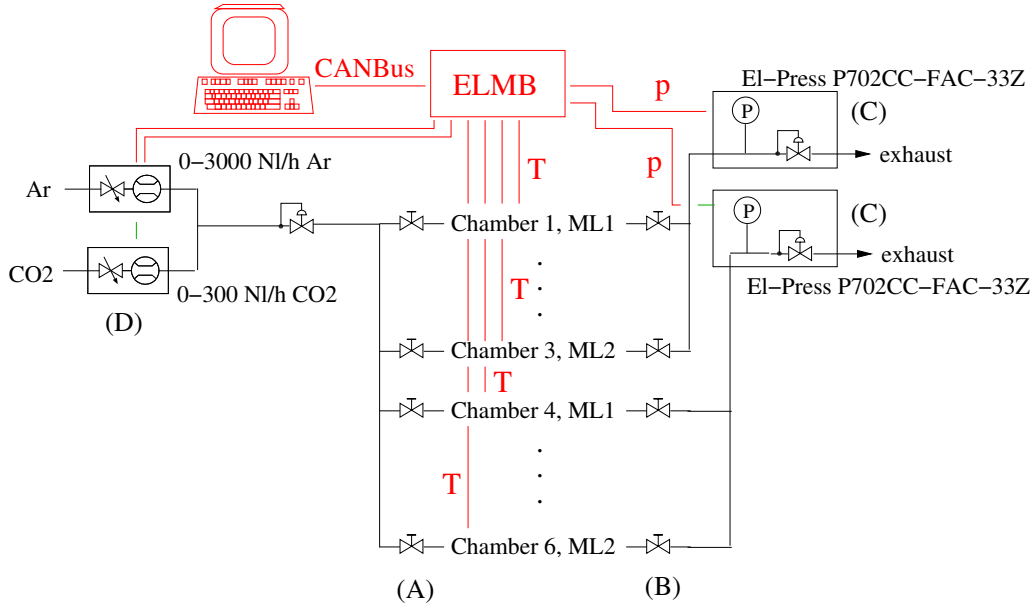 CANBus
ELMB
p
El−Press P702CC−FAC−33Z
(C)
P
exhaust
0−3000 Nl/h Ar
Ar
T
p
(C)
P
exhaust
El−Press P702CC−FAC−33Z
Chamber 1, ML1
CO2
0−300 Nl/h CO2
(D)
T
Chamber 3, ML2
T
Chamber 4, ML1
T
Chamber 6, ML2
(A)
(B)